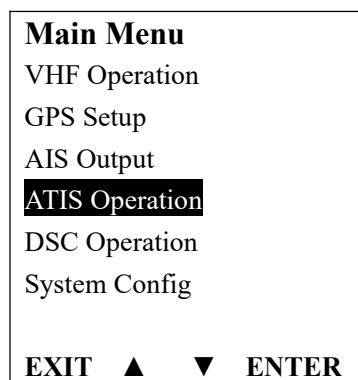 Main Menu
VHF Operation
GPS Setup
AIS Output
ATIS Operation
DSC Operation
System Config
EXIT ▲ ▼ ENTER